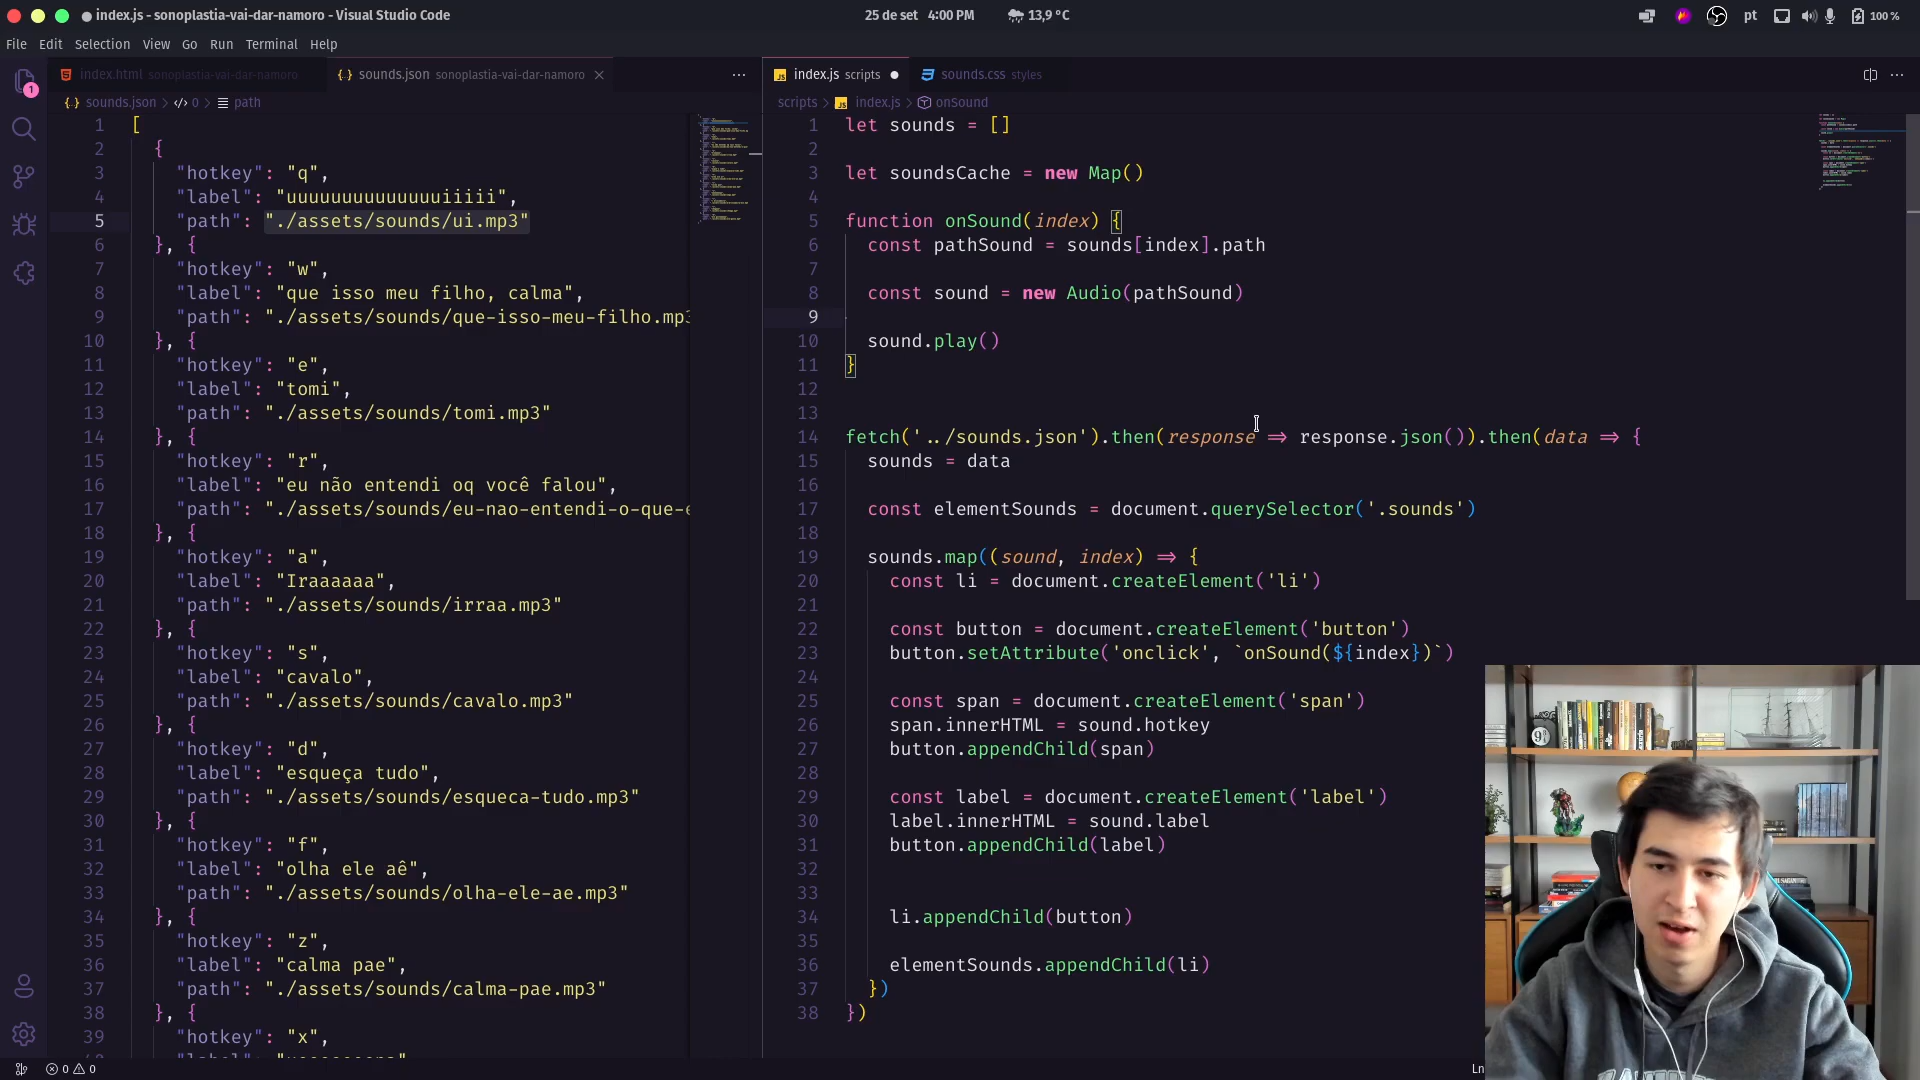 index.js - sonoplastia-vai-dar-namoro - Visual Studio Code
25 de set 4:00 PM
13,9 °C
pt
100 %
File Edit Selection View Go Run Terminal Help
index.html sonoplastia-vai-dar-namoro
sounds.json sonoplastia-vai-dar-namoro
sounds.json > 0 > path
1 [
2 {
3 "hotkey": "q",
4 "label": "uuuuuuuuuuuuuuiiiii",
5 "path": "./assets/sounds/ui.mp3"
6 }, {
7 "hotkey": "w",
8 "label": "que isso meu filho, calma",
9 "path": "./assets/sounds/que-isso-meu-filho.mp3
10 }, {
11 "hotkey": "e",
12 "label": "tomi",
13 "path": "./assets/sounds/tomi.mp3"
14 }, {
15 "hotkey": "r",
16 "label": "eu não entendi oq você falou",
17 "path": "./assets/sounds/eu-nao-entendi-o-que-e
18 }, {
19 "hotkey": "a",
20 "label": "Iraaaaaa",
21 "path": "./assets/sounds/irraa.mp3"
22 }, {
23 "hotkey": "s",
24 "label": "cavalo",
25 "path": "./assets/sounds/cavalo.mp3"
26 }, {
27 "hotkey": "d",
28 "label": "esqueça tudo",
29 "path": "./assets/sounds/esqueca-tudo.mp3"
30 }, {
31 "hotkey": "f",
32 "label": "olha ele aê",
33 "path": "./assets/sounds/olha-ele-ae.mp3"
34 }, {
35 "hotkey": "z",
36 "label": "calma pae",
37 "path": "./assets/sounds/calma-pae.mp3"
38 }, {
39 "hotkey": "x",
index.js scripts
sounds.css styles
scripts > index.js > onSound
1 let sounds = []
2
3 let soundsCache = new Map()
4
5 function onSound(index) {
6 const pathSound = sounds[index].path
7
8 const sound = new Audio(pathSound)
9
10 sound.play()
11 }
12
13
14 fetch('../sounds.json').then(response => response.json()).then(data => {
15 sounds = data
16
17 const elementSounds = document.querySelector('.sounds')
18
19 sounds.map((sound, index) => {
20 const li = document.createElement('li')
21
22 const button = document.createElement('button')
23 button.setAttribute('onclick', `onSound(${index})`)
24
25 const span = document.createElement('span')
26 span.innerHTML = sound.hotkey
27 button.appendChild(span)
28
29 const label = document.createElement('label')
30 label.innerHTML = sound.label
31 button.appendChild(label)
32
33
34 li.appendChild(button)
35
36 elementSounds.appendChild(li)
37 })
38 })
1
0 0
Ln